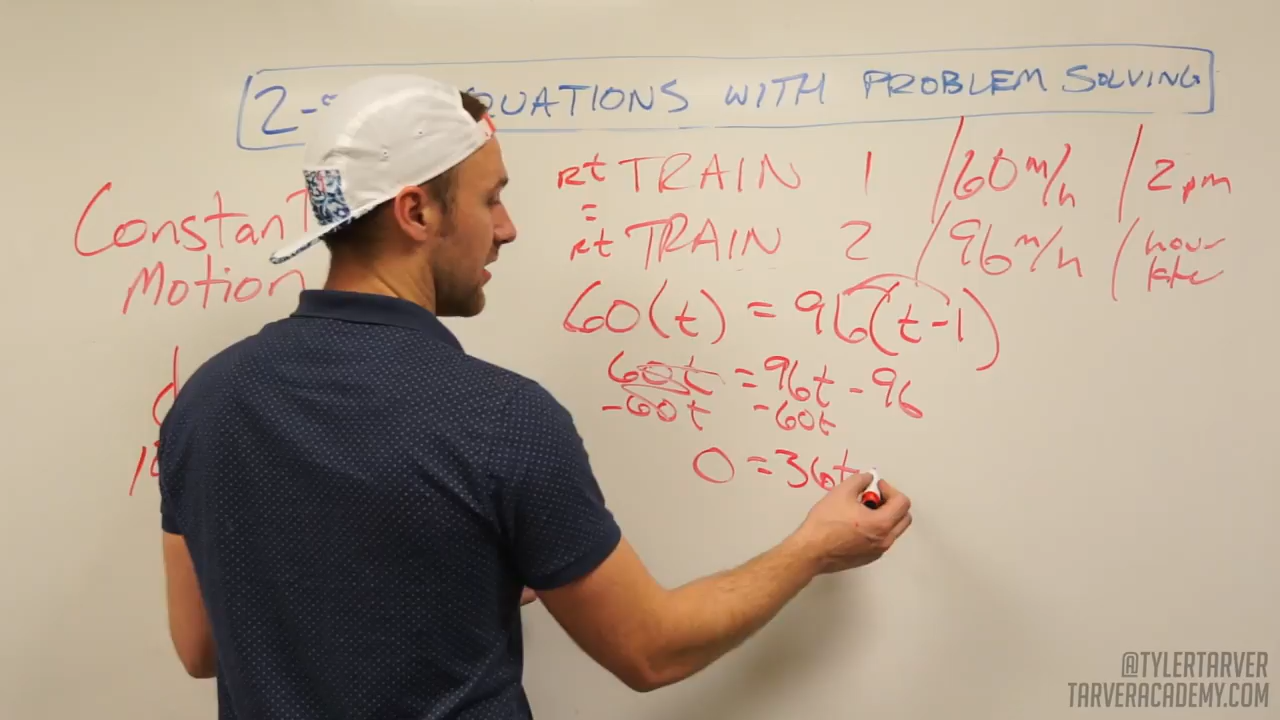 2- EQUATIONS WITH PROBLEM SOLVING
Constant
Motion
d
rt TRAIN 1 / 60 m/h / 2 pm
=
rt TRAIN 2 / 96 m/h / hour
later
60(t) = 96(t-1)
60t = 96t - 96
-60t -60t
0 = 36t
@TYLERTARVER
TARVERACADEMY.COM